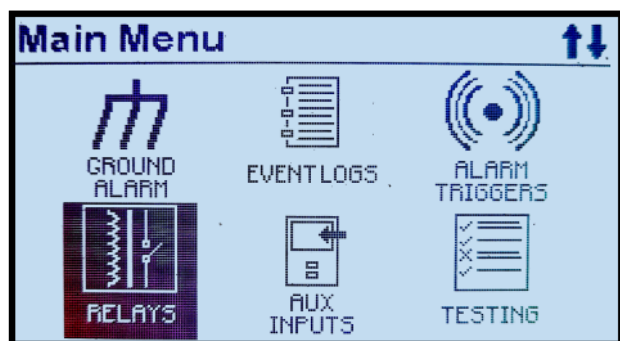 Main Menu
GROUND
ALARM
EVENT LOGS
ALARM
TRIGGERS
RELAYS
AUX
INPUTS
TESTING